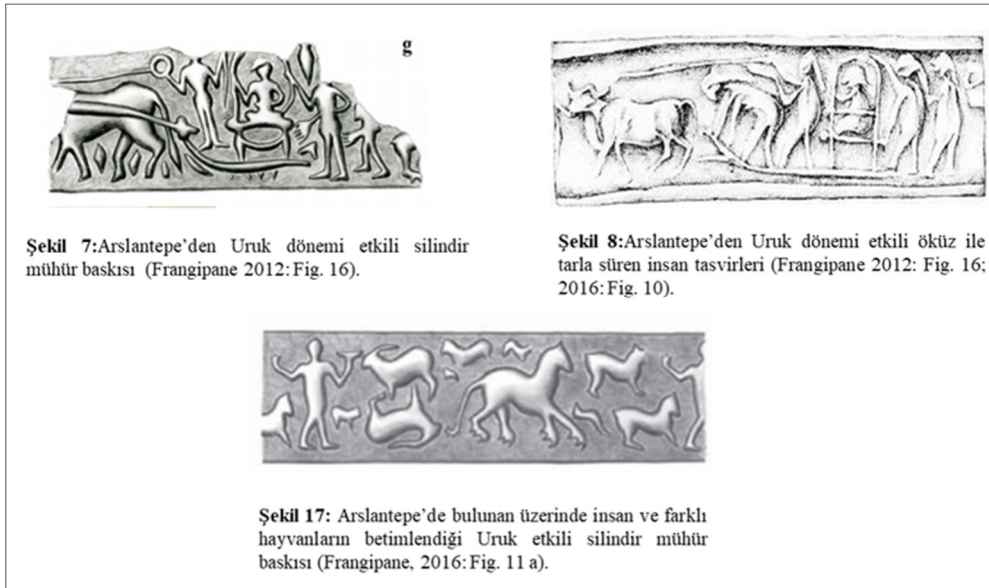 g
Şekil 7:Arslantepe’den Uruk dönemi etkili silindir
mühür baskısı (Frangipane 2012: Fig. 16).
Şekil 8:Arslantepe’den Uruk dönemi etkili öküz ile
tarla süren insan tasvirleri (Frangipane 2012: Fig. 16;
2016: Fig. 10).
Şekil 17: Arslantepe’de bulunan üzerinde insan ve farklı
hayvanların betimlendiği Uruk etkili silindir mühür
baskısı (Frangipane, 2016: Fig. 11 a).